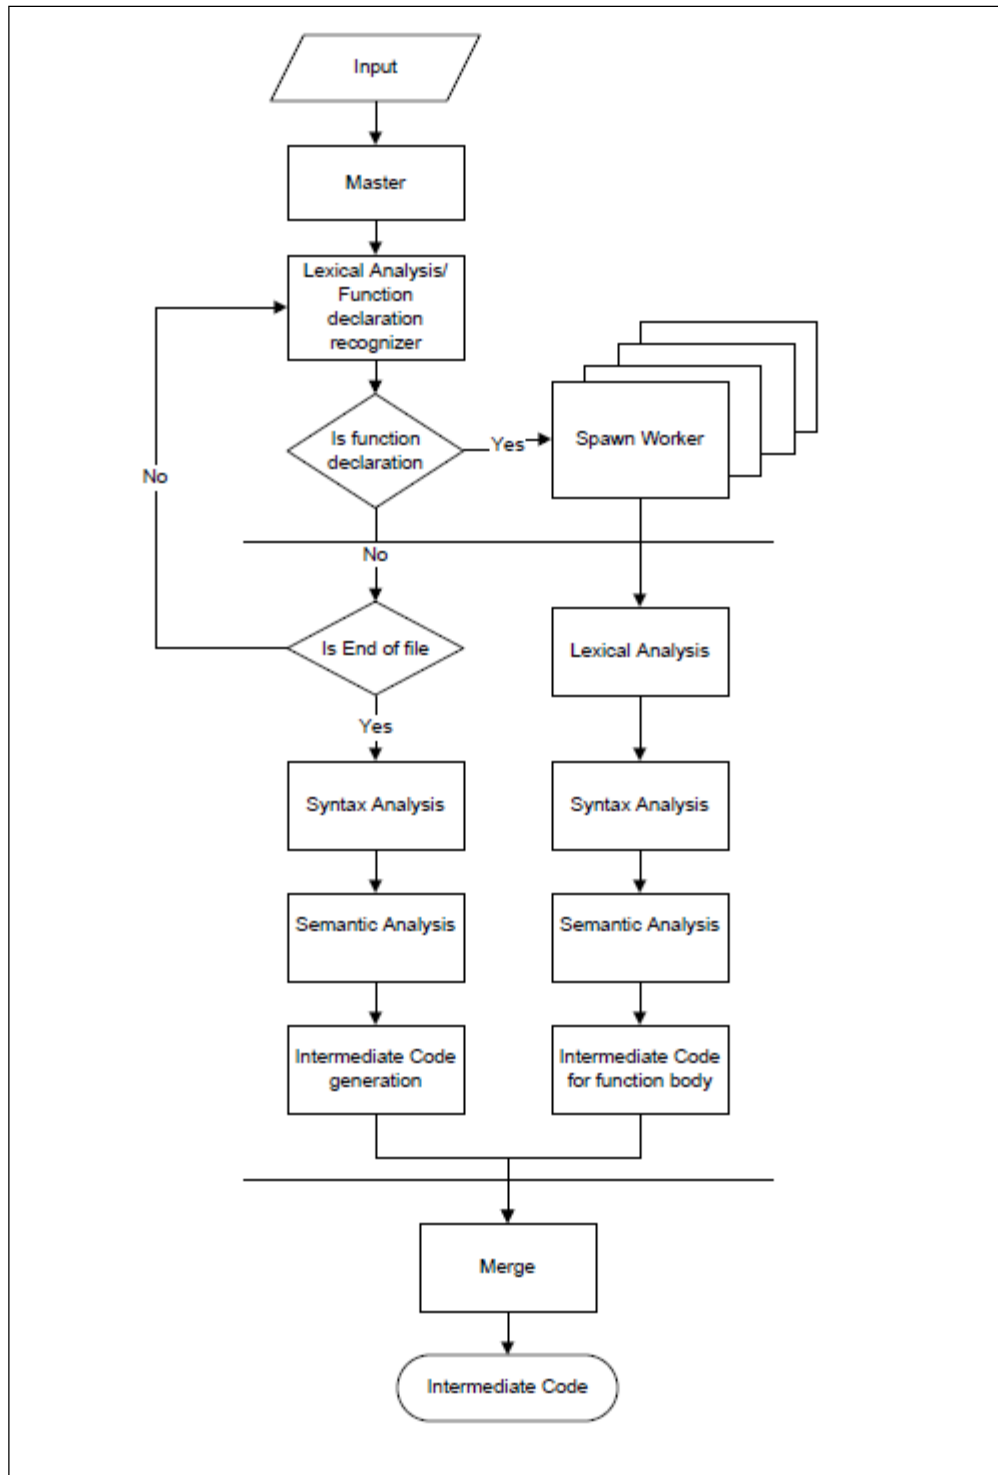 Input
Master
Lexical Analysis/
Function
declaration
recognizer
Is function
declaration
Yes
Spawn Worker
No
No
Is End of file
Lexical Analysis
Yes
Syntax Analysis
Syntax Analysis
Semantic Analysis
Semantic Analysis
Intermediate Code
generation
Intermediate Code
for function body
Merge
Intermediate Code